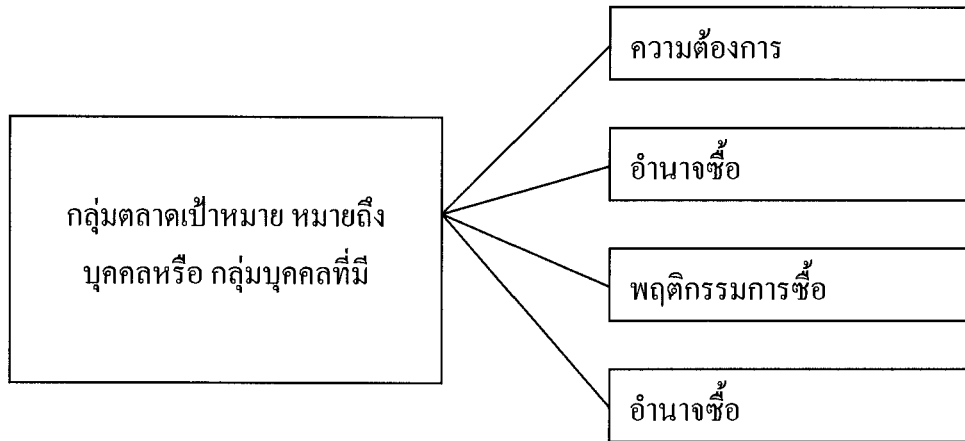 กลุ่มตลาดเป้าหมาย หมายถึง
บุคคลหรือ กลุ่มบุคคลที่มี
ความต้องการ
อำนาจซื้อ
พฤติกรรมการซื้อ
อำนาจซื้อ